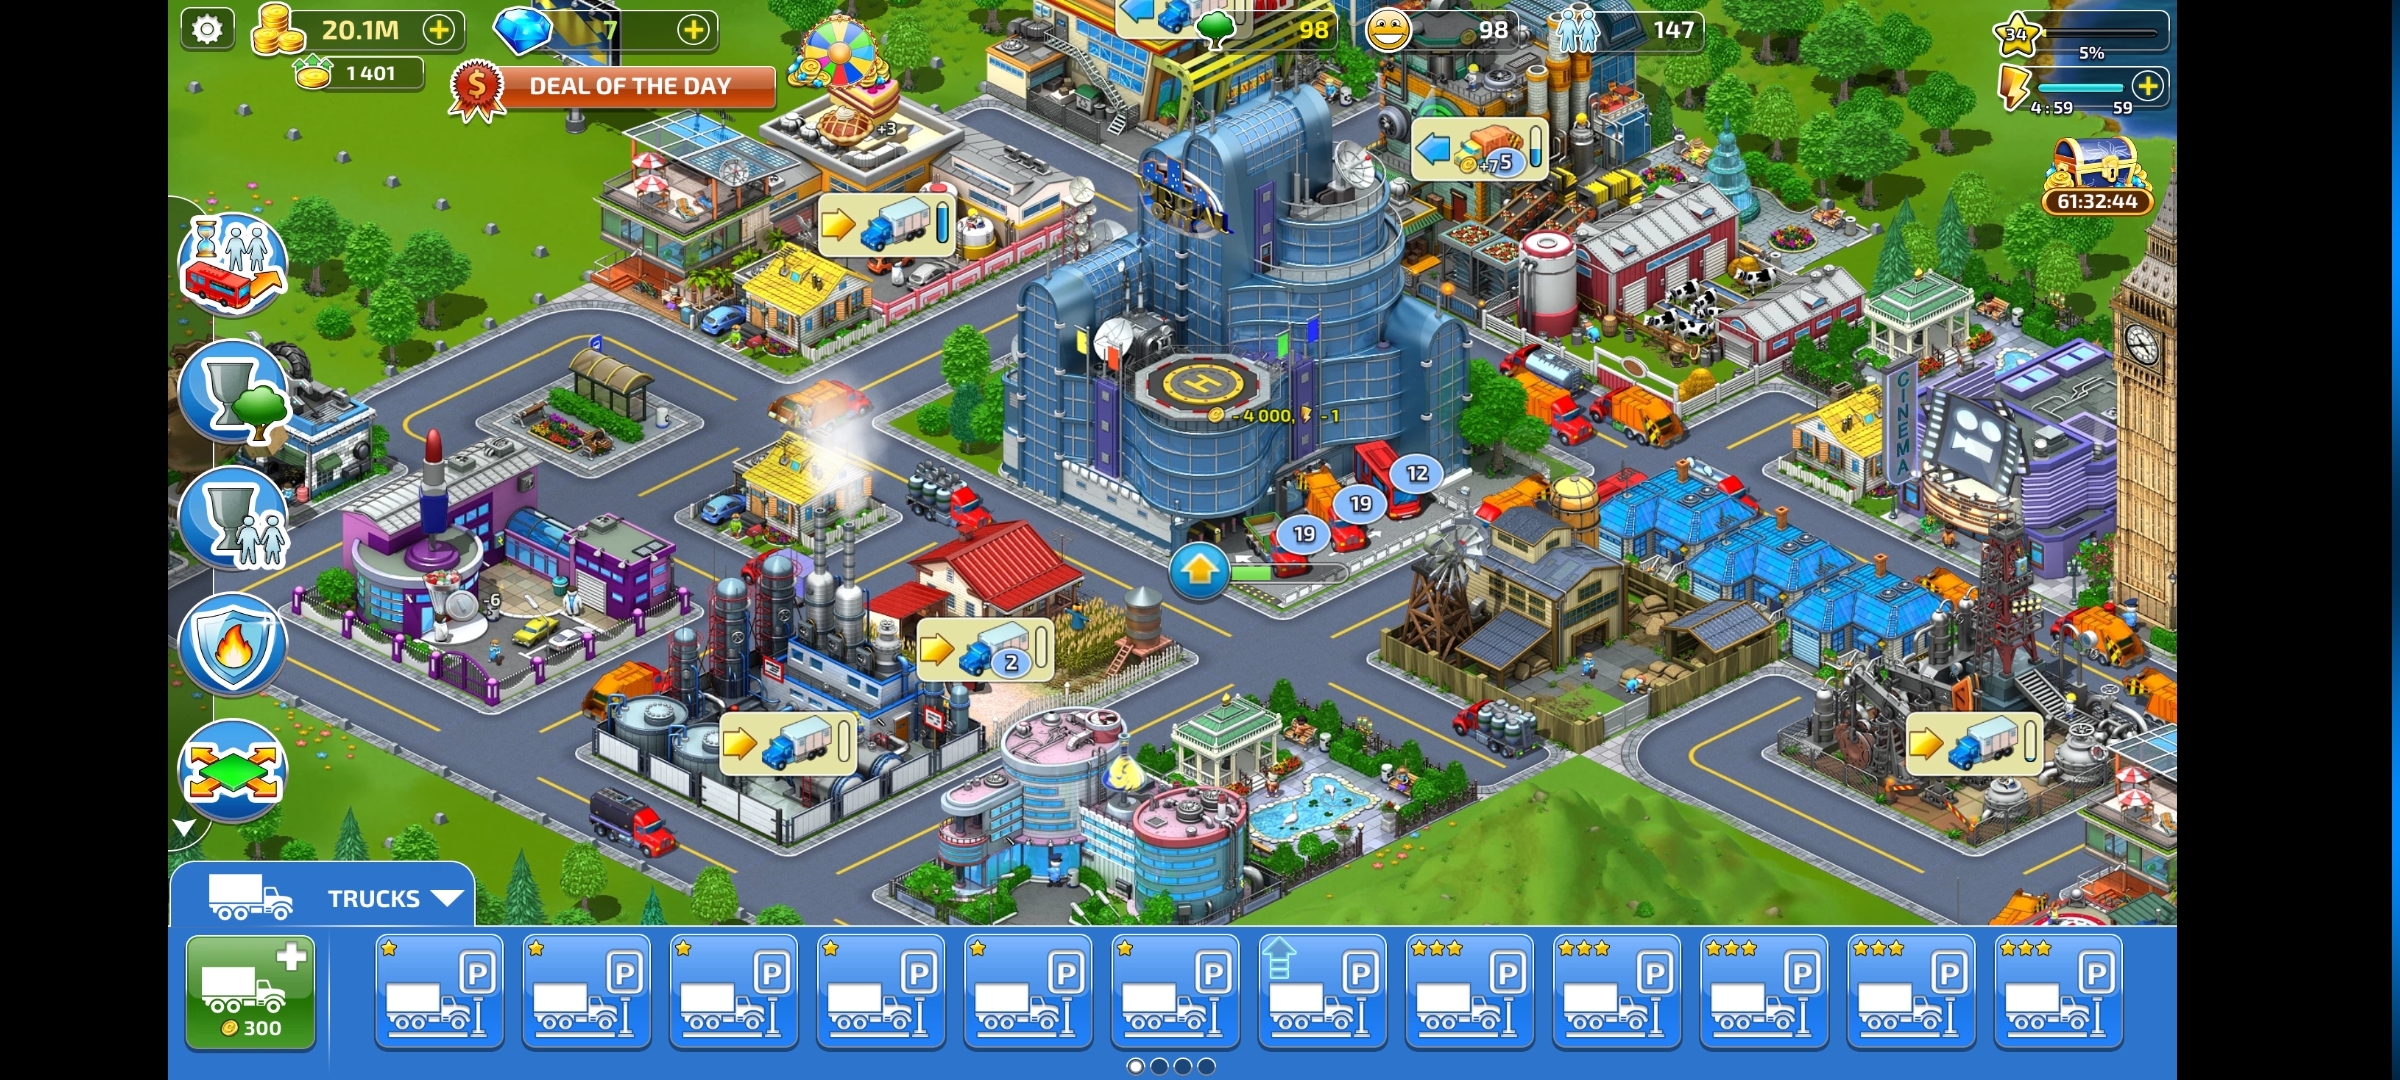 20.1M
7
98
98
147
34
5%
1 401
DEAL OF THE DAY
4:59
59
+3
+75
61:32:44
CINEMA
H
- 4 000, - 1
12
19
19
-6
2
TRUCKS
300
P
P
P
P
P
P
P
P
P
P
P
P